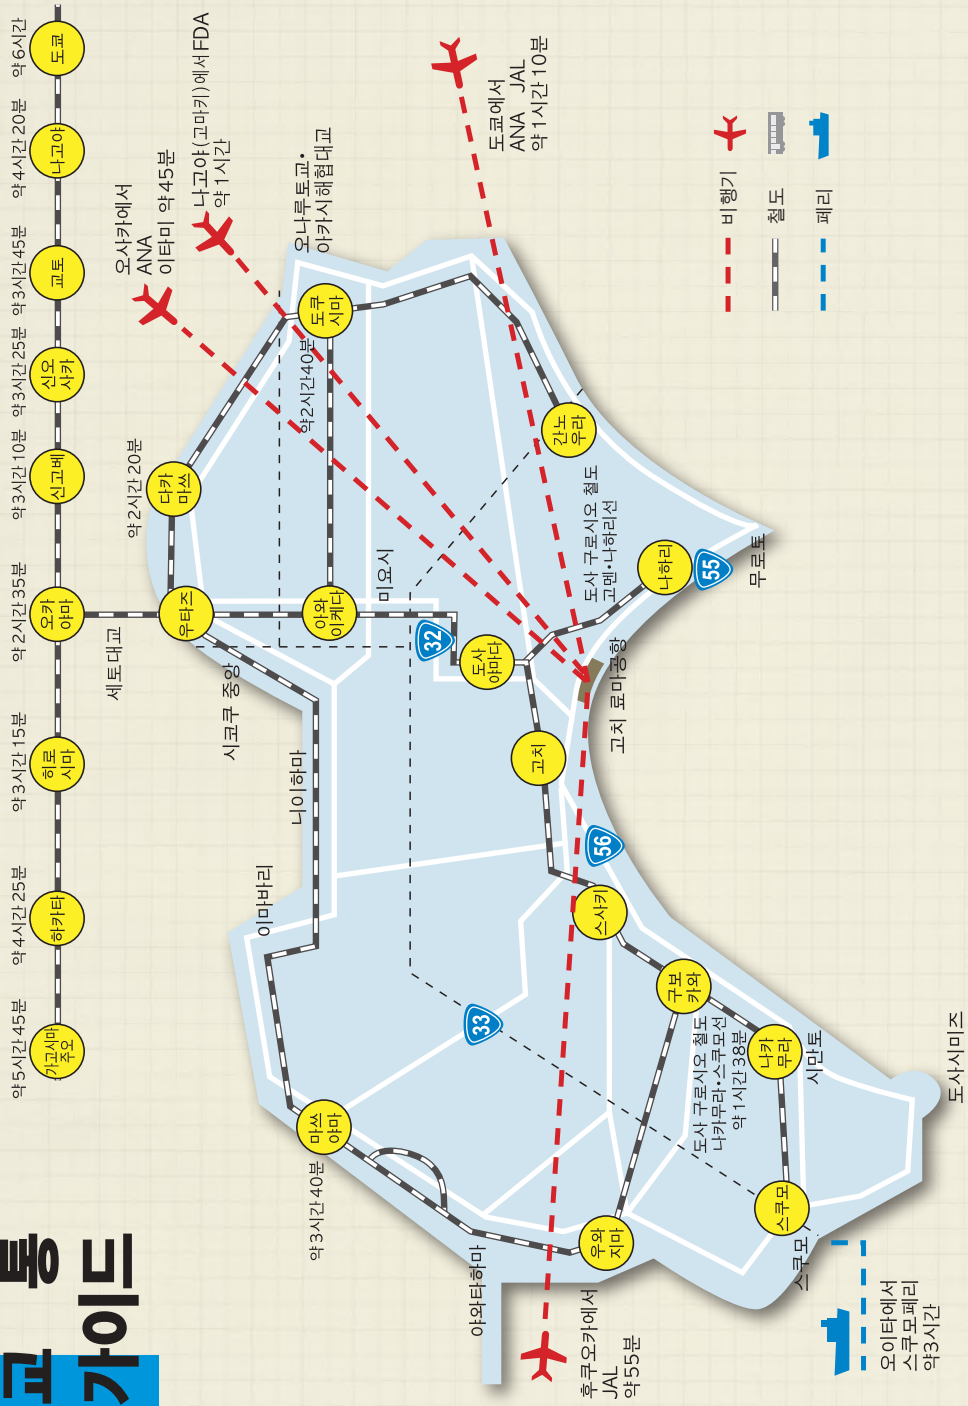 교통
가이드
약 5시간 45분
약 4시간 25분
약 3시간 15분
약 2시간 35분
약 3시간 10분
약 3시간 25분
약 3시간 45분
약 4시간 20분
약 6시간
가고시마
주오
하카타
히로
시마
오카
야마
신고베
신오
사카
교토
나고야
도쿄
세토대교
오사카에서
ANA
이타미 약 45분
나고야 (고마키)에서 FDA
약 1시간
오나루토교•
아카시해협대교
도쿄에서
ANA JAL
약 1시간 10분
약 2시간 20분
다카
마쓰
우타즈
시코쿠 중앙
니이하마
이마바리
마쓰
야마
약 3시간 40분
야와타하마
도쿠
시마
약2시간40분
아와
이케다
미요시
32
도사
야마다
고치
33
간노
우라
도사 구로시오 철도
고멘•나하리선
나하리
55
무로토
고치 료마공항
56
스사키
구보
카와
도사 구로시오 철도
나카무라•스쿠모선
약 1시간 38분
나카
무라
시만토
도사시미즈
스쿠모
스쿠모
우와
지마
후쿠오카에서
JAL
약 55분
오이타에서
스쿠모페리
약3시간
비행기
철도
페리